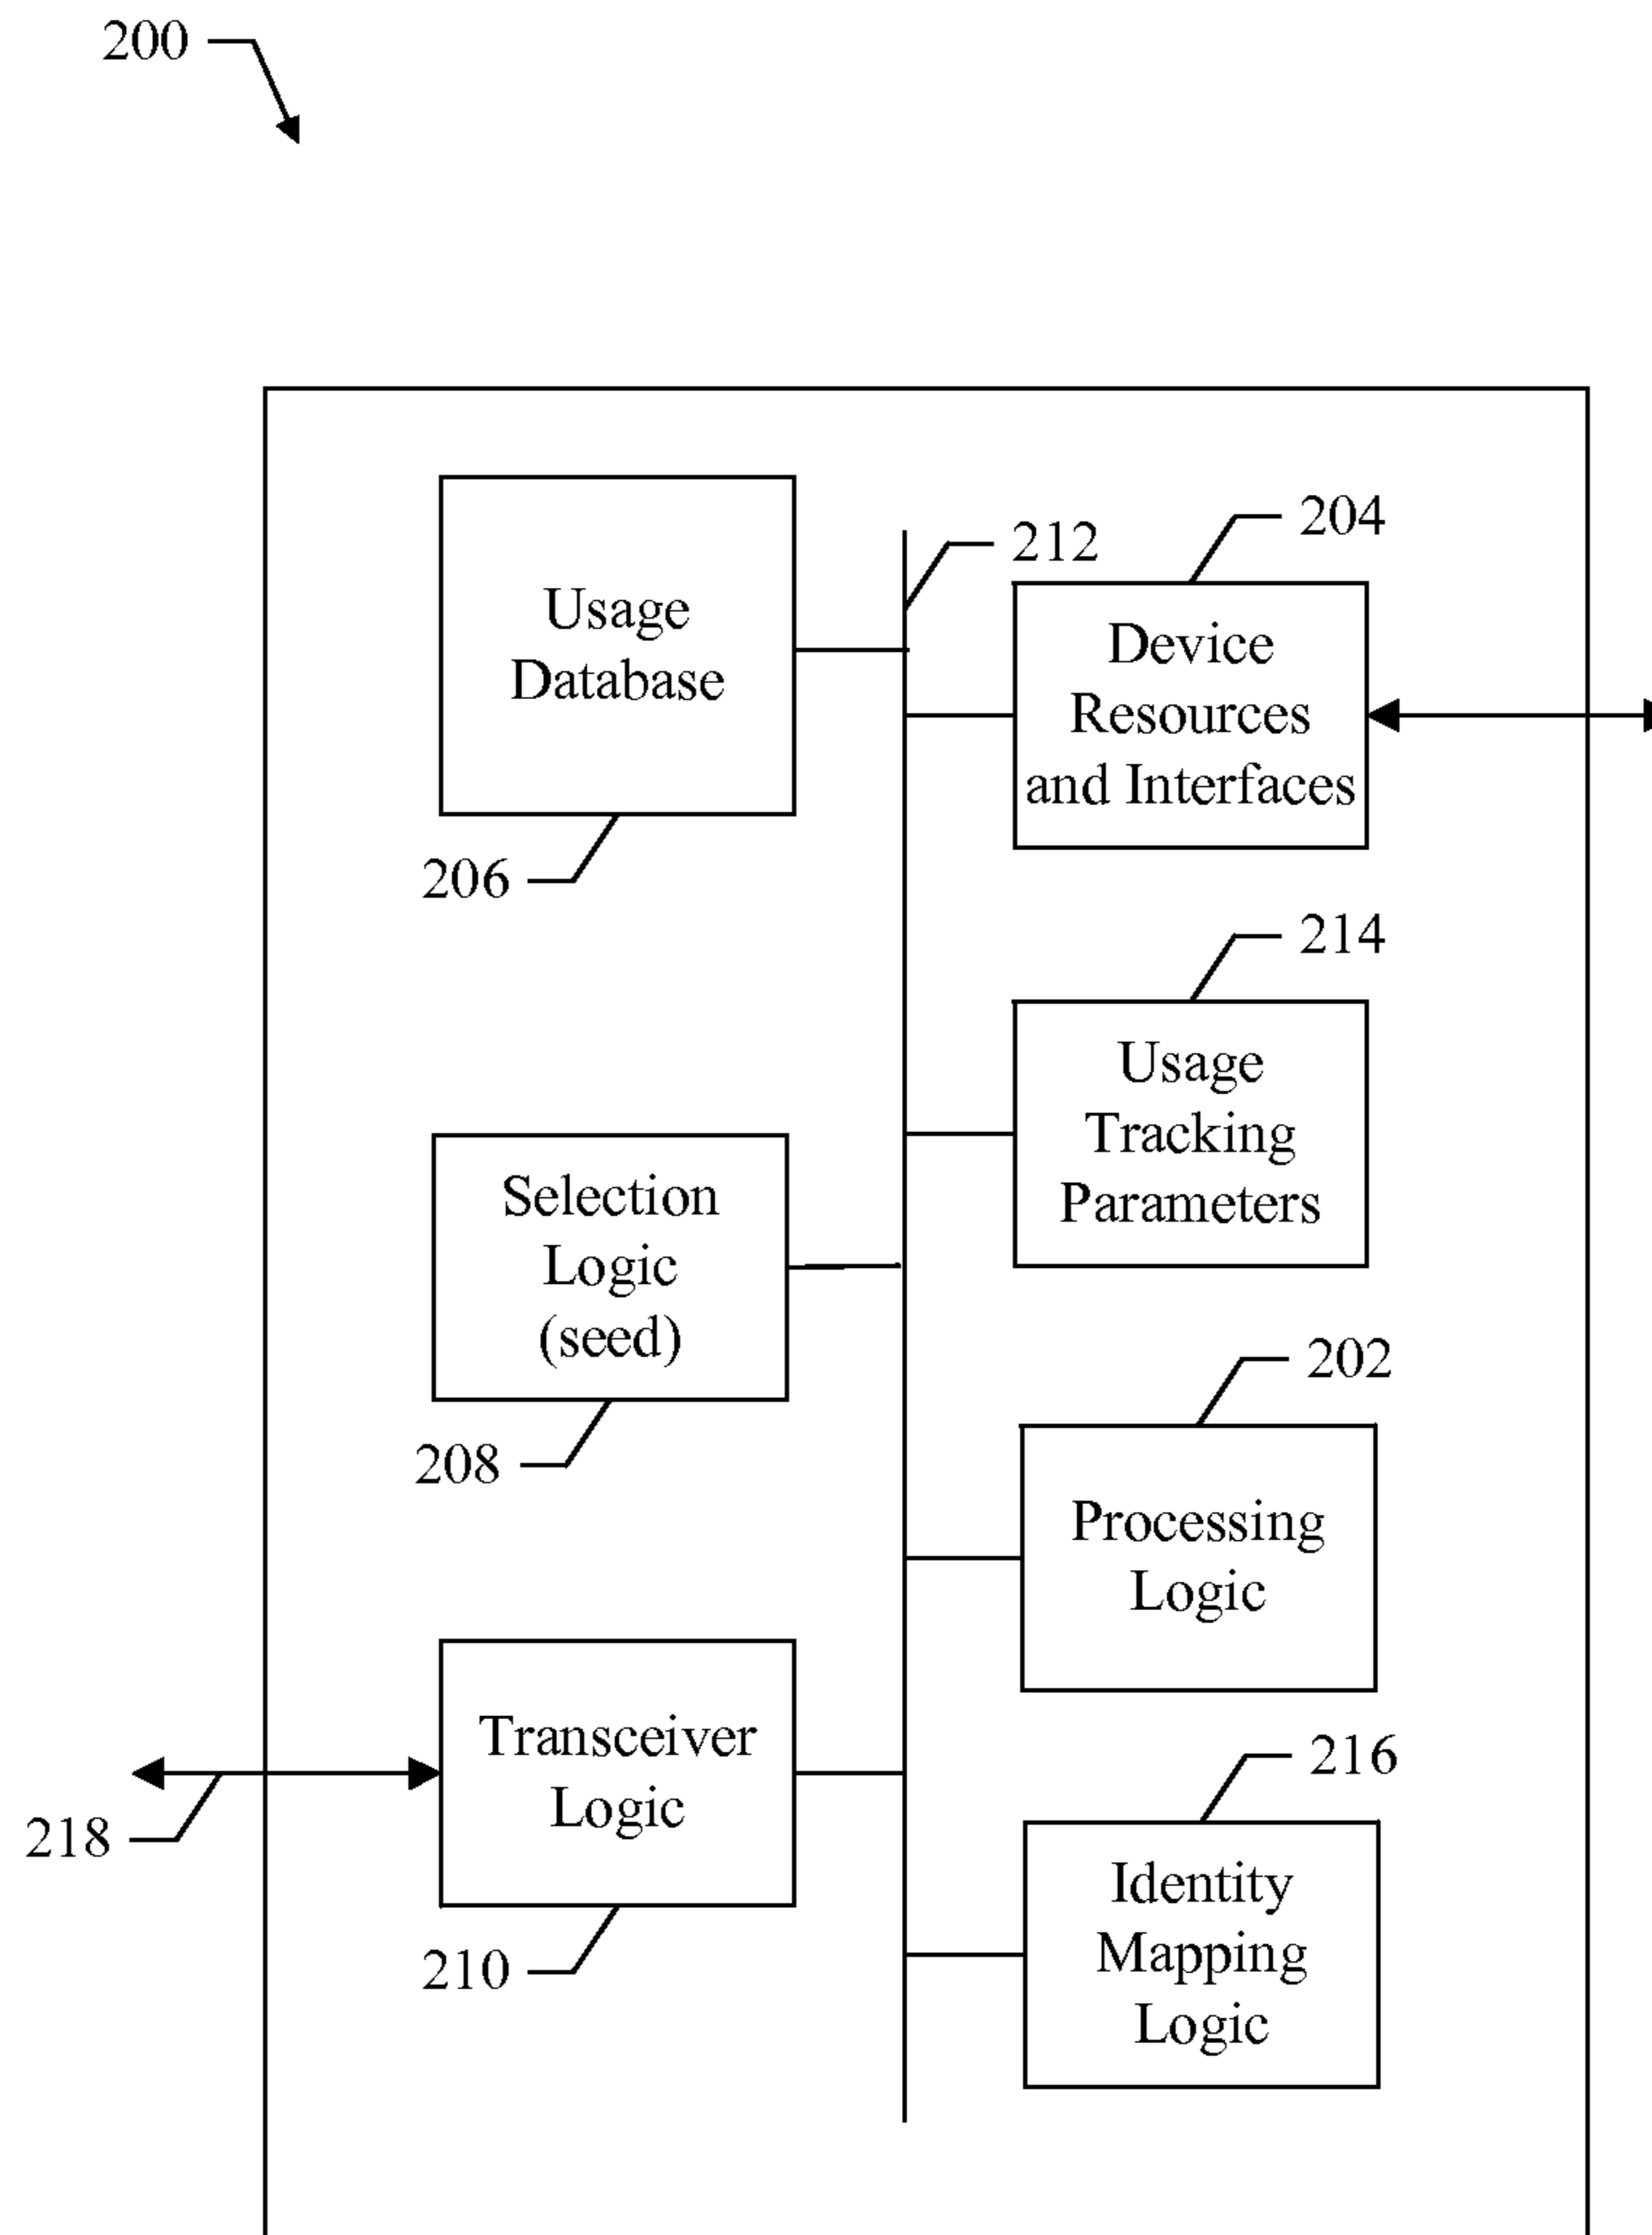 200
204
212
Usage
Database
Device
Resources
and Interfaces
206
214
Usage
Tracking
Parameters
Selection
Logic
(seed)
202
208
Processing
Logic
Transceiver
Logic
216
218
Identity
Mapping
Logic
210